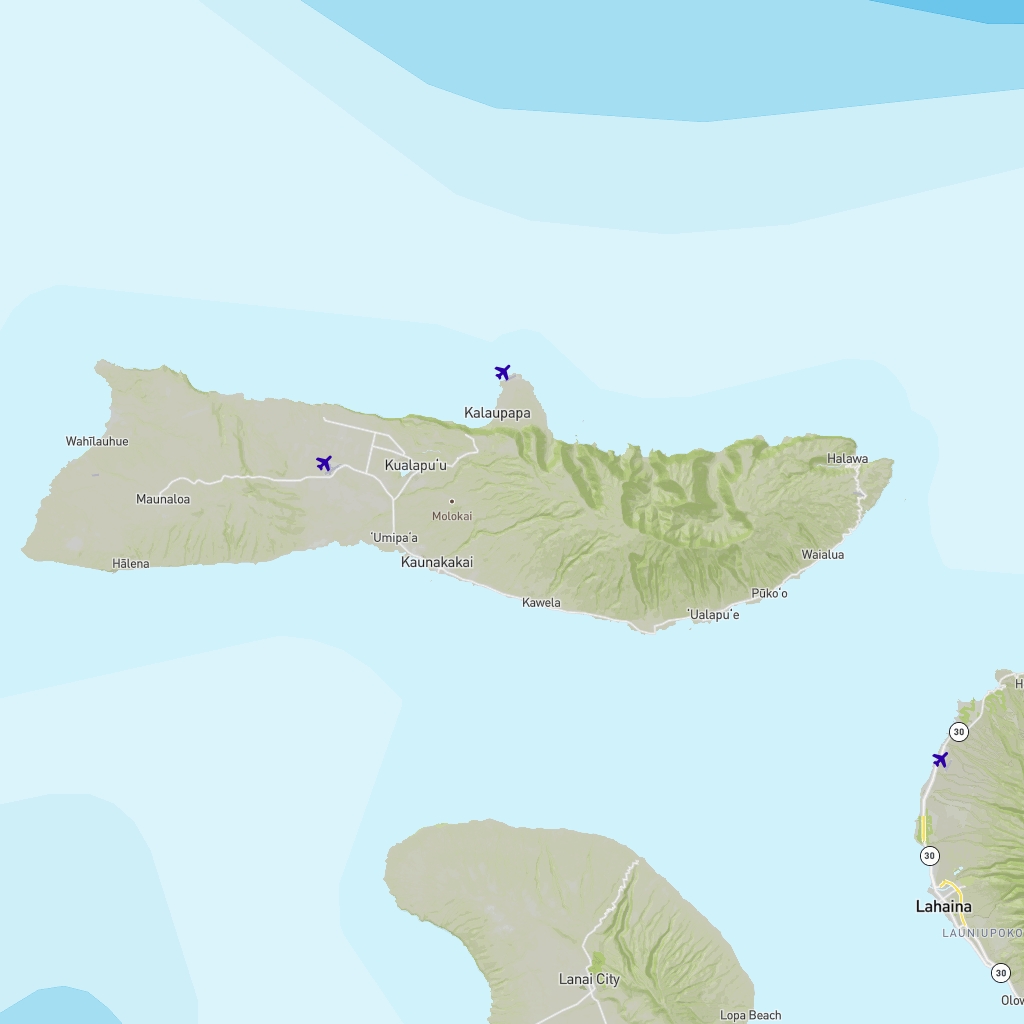 Kalaupapa
Wahīlauhue
Kualapuʻu
Halawa
Maunaloa
Molokai
ʻUmipaʻa
Waialua
Hālena
Kaunakakai
Pūkoʻo
Kawela
ʻUalapuʻe
H
30
30
Lahaina
LAUNIUPOKO
30
Lanai City
Olow
Lopa Beach